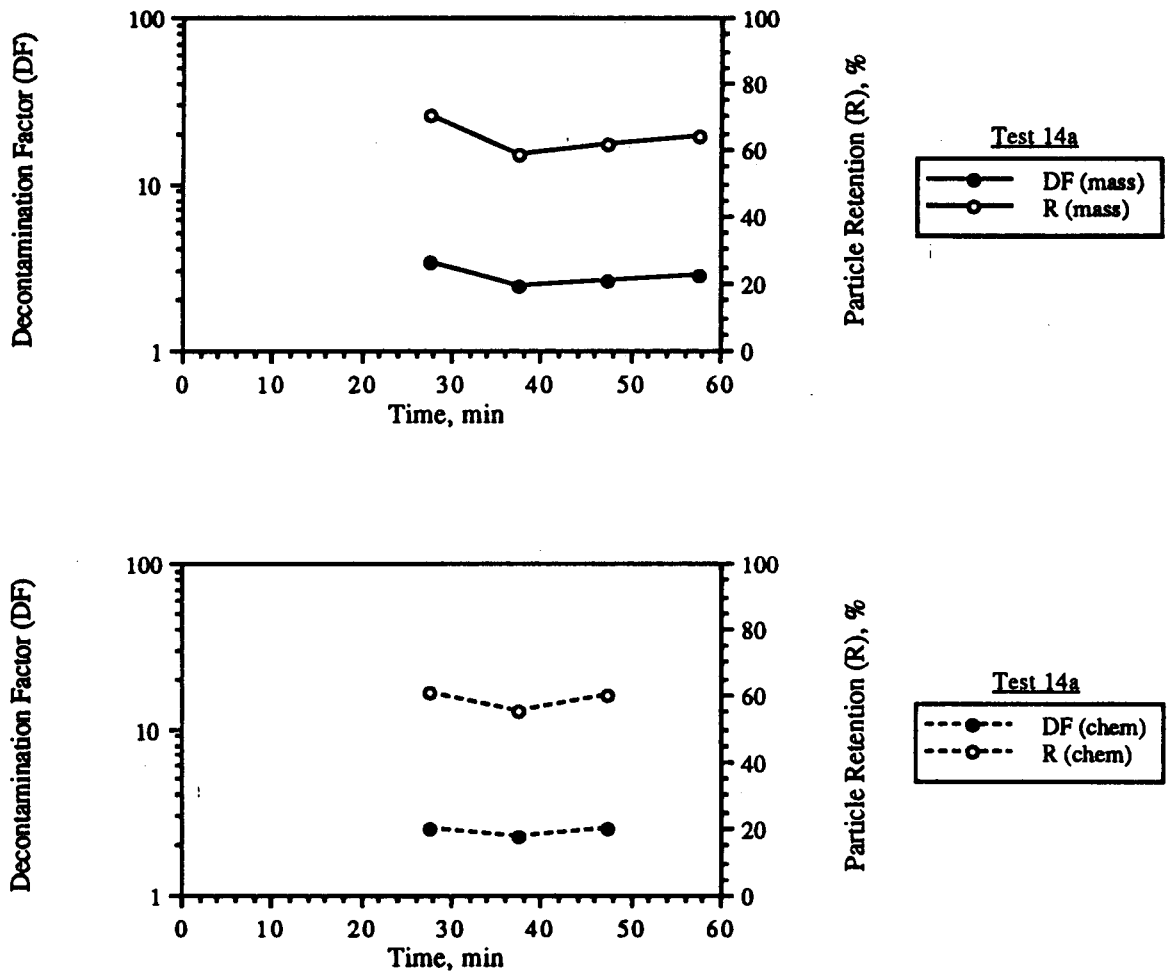 Decontamination Factor (DF)
100
10
1
0 10 20 30 40 50 60
Time, min
100
80
60
40
20
0
Particle Retention (R), %
Test 14a
DF (mass)
R (mass)
Decontamination Factor (DF)
100
10
1
0 10 20 30 40 50 60
Time, min
100
80
60
40
20
0
Particle Retention (R), %
Test 14a
DF (chem)
R (chem)